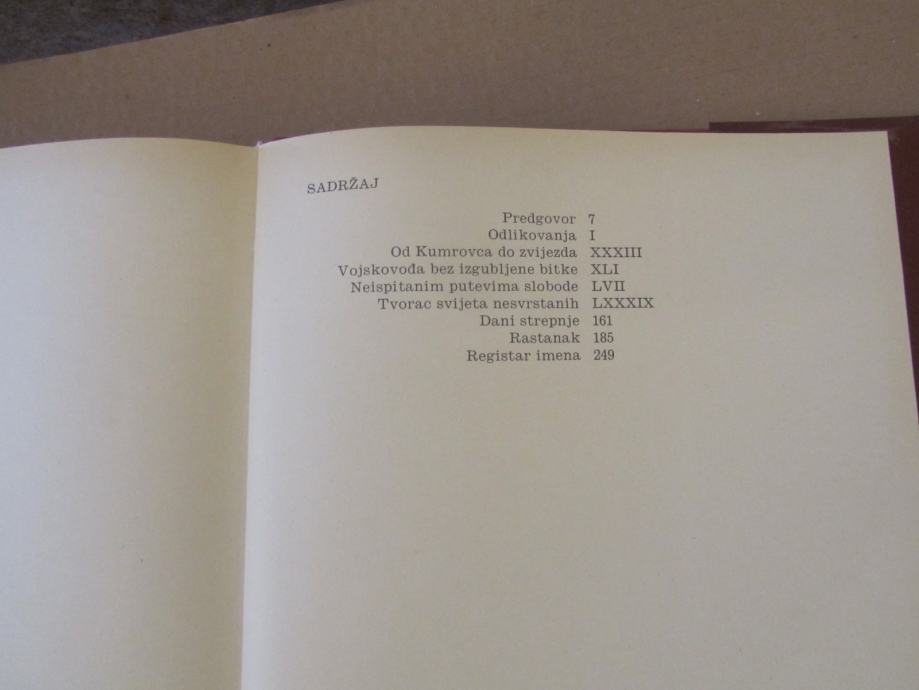 SADRŽAJ
Predgovor 7
Odlikovanja I
Od Kumrovca do zvijezda XXXIII
Vojskovođa bez izgubljene bitke XLI
Neispitanim putevima slobode LVII
Tvorac svijeta nesvrstanih LXXXIX
Dani strepnje 161
Rastanak 185
Registar imena 249